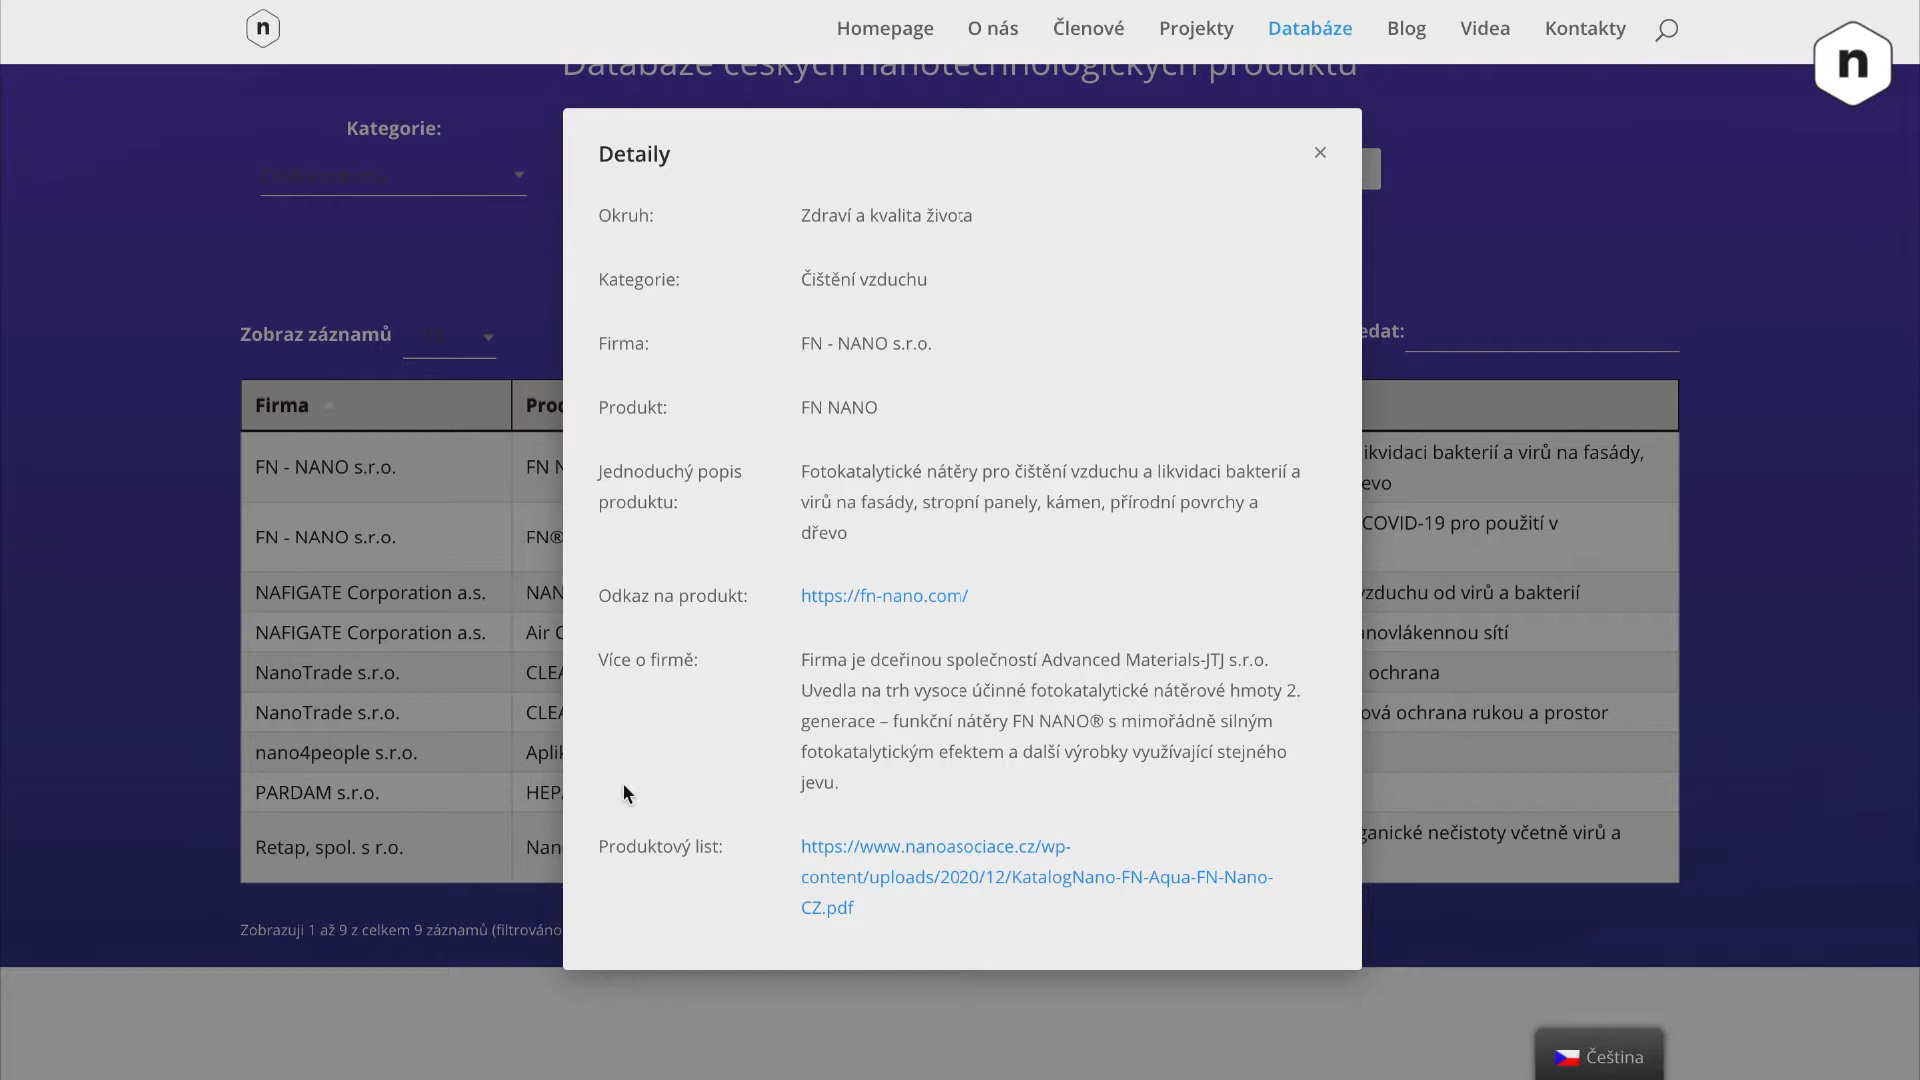 n
Homepage
O nás
Členové
Projekty
Databáze
Blog
Videa
Kontakty
n
Databáze českých nanotechnologických produktů
Kategorie:
Detaily
×
Okruh:
Zdraví a kvalita života
Kategorie:
Čištění vzduchu
Firma:
FN - NANO s.r.o.
Produkt:
FN NANO
Jednoduchý popis
produktu:
Fotokatalytické nátěry pro čištění vzduchu a likvidaci bakterií a
virů na fasády, stropní panely, kámen, přírodní povrchy a
dřevo
Odkaz na produkt:
https://fn-nano.com/
Více o firmě:
Firma je dceřinou společností Advanced Materials-JTJ s.r.o.
Uvedla na trh vysoce účinné fotokatalytické nátěrové hmoty 2.
generace – funkční nátěry FN NANO® s mimořádně silným
fotokatalytickým efektem a další výrobky využívající stejného
jevu.
Produktový list:
https://www.nanoasociace.cz/wp-
content/uploads/2020/12/KatalogNano-FN-Aqua-FN-Nano-
CZ.pdf
Zobraz záznamů
edat:
Firma
Proc
FN - NANO s.r.o.
FN N
ikvidaci bakterií a virů na fasády,
evo
FN - NANO s.r.o.
FN®
COVID-19 pro použití v
NAFIGATE Corporation a.s.
NAN
vzduchu od virů a bakterií
NAFIGATE Corporation a.s.
Air C
anovlákennou sítí
NanoTrade s.r.o.
CLEA
ochrana
NanoTrade s.r.o.
CLEA
ová ochrana rukou a prostor
nano4people s.r.o.
Aplik
PARDAM s.r.o.
HEPA
Retap, spol. s r.o.
Nan
ganické nečistoty včetně virů a
Zobrazuji 1 až 9 z celkem 9 záznamů (filtrováno
Čeština